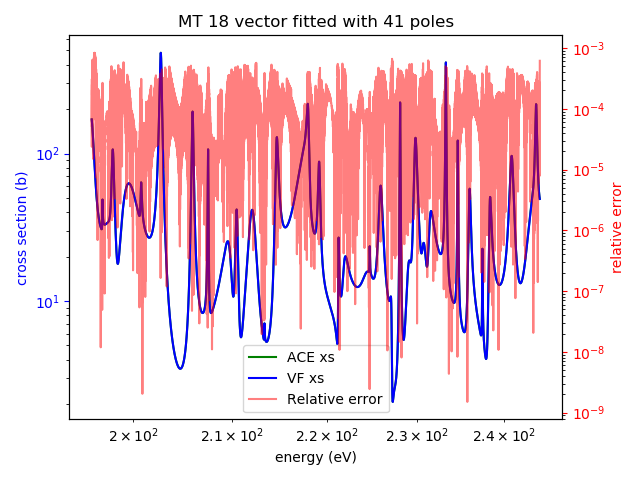 MT 18 vector fitted with 41 poles
10²
10¹
cross section (b)
10⁻³
10⁻⁴
10⁻⁵
10⁻⁶
10⁻⁷
10⁻⁸
10⁻⁹
relative error
ACE xs
VF xs
Relative error
2 × 10² 2.1 × 10² 2.2 × 10² 2.3 × 10² 2.4 × 10²
energy (eV)